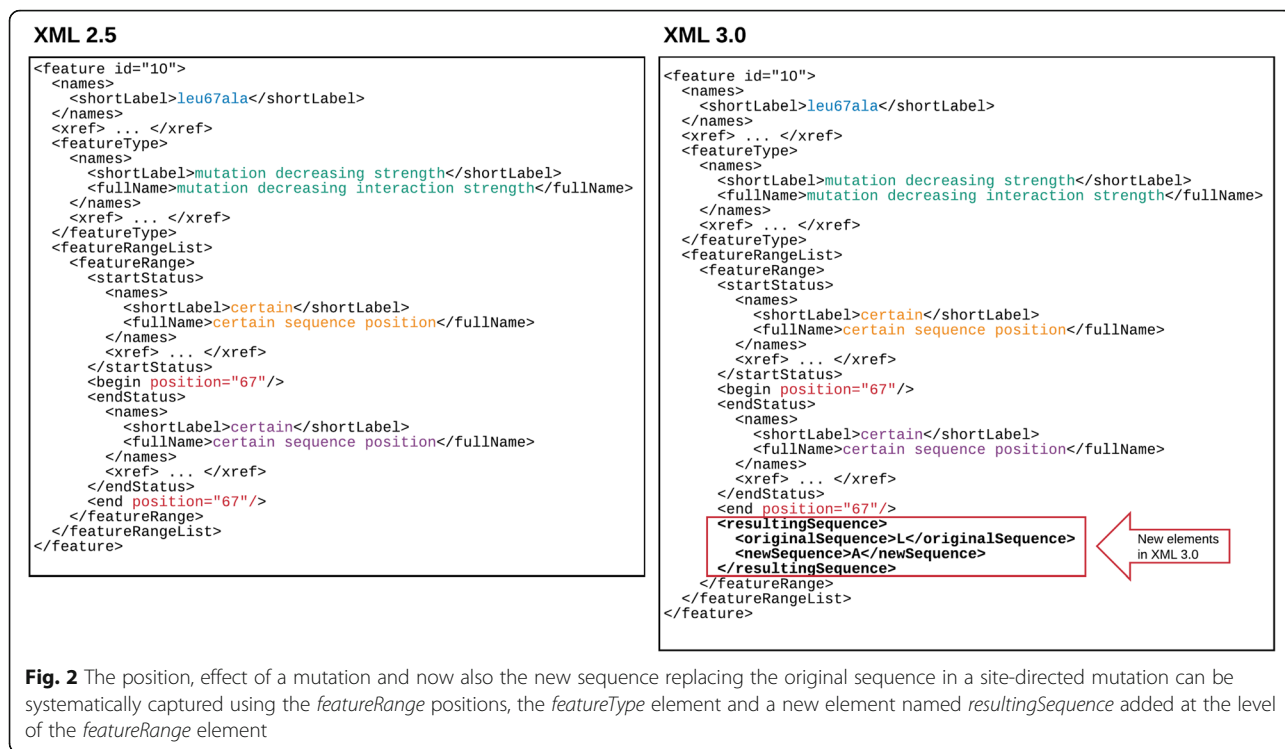 XML 2.5
<feature id="10">
<names>
<shortLabel>leu67ala</shortLabel>
</names>
<xref> ... </xref>
<featureType>
<names>
<shortLabel>mutation decreasing strength</shortLabel>
<fullName>mutation decreasing interaction strength</fullName>
</names>
<xref> ... </xref>
</featureType>
<featureRangeList>
<featureRange>
<startStatus>
<names>
<shortLabel>certain</shortLabel>
<fullName>certain sequence position</fullName>
</names>
<xref> ... </xref>
</startStatus>
<begin position="67"/>
<endStatus>
<names>
<shortLabel>certain</shortLabel>
<fullName>certain sequence position</fullName>
</names>
<xref> ... </xref>
</endStatus>
<end position="67"/>
</featureRange>
</featureRangeList>
</feature>
XML 3.0
<feature id="10">
<names>
<shortLabel>leu67ala</shortLabel>
</names>
<xref> ... </xref>
<featureType>
<names>
<shortLabel>mutation decreasing strength</shortLabel>
<fullName>mutation decreasing interaction strength</fullName>
</names>
<xref> ... </xref>
</featureType>
<featureRangeList>
<featureRange>
<startStatus>
<names>
<shortLabel>certain</shortLabel>
<fullName>certain sequence position</fullName>
</names>
<xref> ... </xref>
</startStatus>
<begin position="67"/>
<endStatus>
<names>
<shortLabel>certain</shortLabel>
<fullName>certain sequence position</fullName>
</names>
<xref> ... </xref>
</endStatus>
<end position="67"/>
<resultingSequence>
<originalSequence>L</originalSequence>
<newSequence>A</newSequence>
</resultingSequence>
</featureRange>
</featureRangeList>
</feature>
New elements
in XML 3.0
Fig. 2 The position, effect of a mutation and now also the new sequence replacing the original sequence in a site-directed mutation can be
systematically captured using the featureRange positions, the featureType element and a new element named resultingSequence added at the level
of the featureRange element